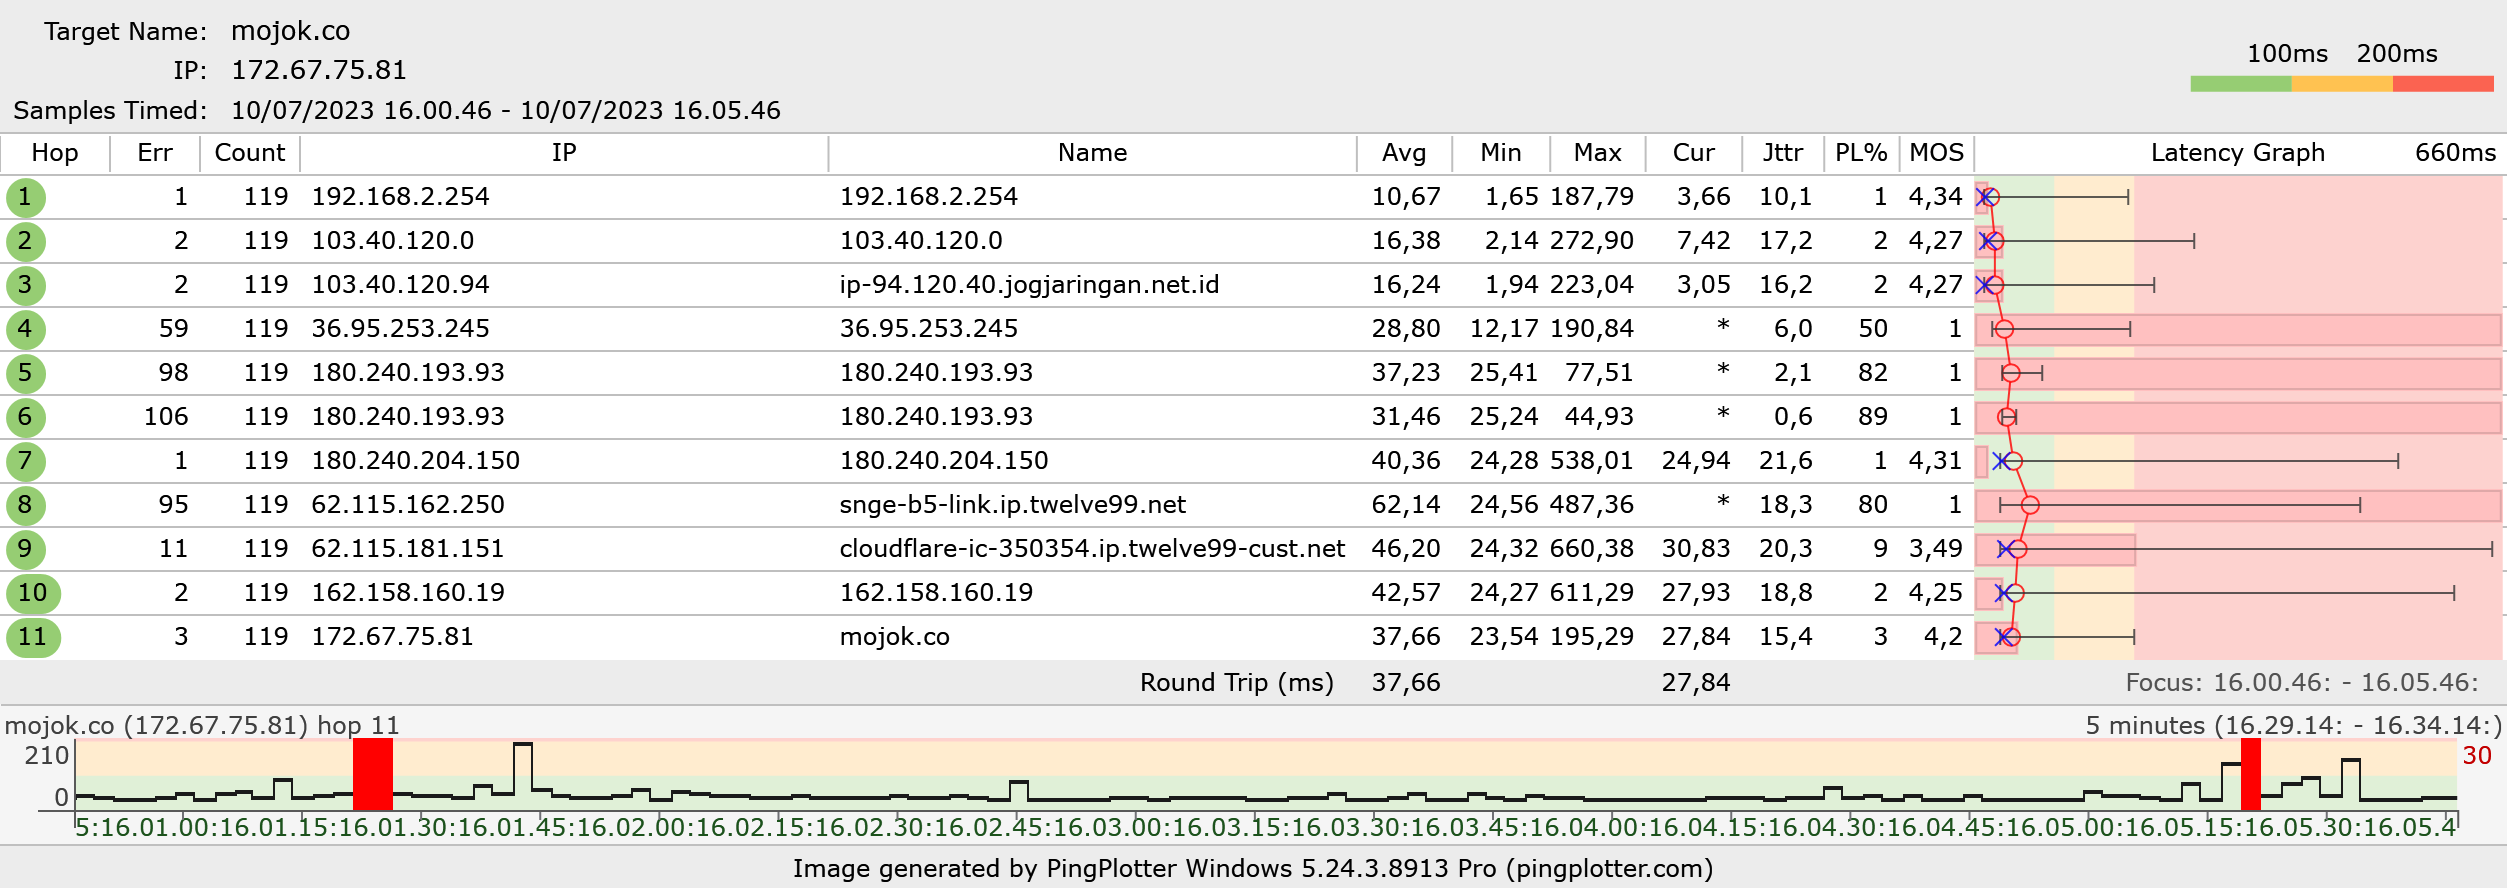 Target Name: mojok.co
IP: 172.67.75.81
Samples Timed: 10/07/2023 16.00.46 - 10/07/2023 16.05.46
100ms 200ms
Hop Err Count IP Name Avg Min Max Cur Jttr PL% MOS Latency Graph 660ms
1 1 119 192.168.2.254 192.168.2.254 10,67 1,65 187,79 3,66 10,1 1 4,34
2 2 119 103.40.120.0 103.40.120.0 16,38 2,14 272,90 7,42 17,2 2 4,27
3 2 119 103.40.120.94 ip-94.120.40.jogjaringan.net.id 16,24 1,94 223,04 3,05 16,2 2 4,27
4 59 119 36.95.253.245 36.95.253.245 28,80 12,17 190,84 * 6,0 50 1
5 98 119 180.240.193.93 180.240.193.93 37,23 25,41 77,51 * 2,1 82 1
6 106 119 180.240.193.93 180.240.193.93 31,46 25,24 44,93 * 0,6 89 1
7 1 119 180.240.204.150 180.240.204.150 40,36 24,28 538,01 24,94 21,6 1 4,31
8 95 119 62.115.162.250 snge-b5-link.ip.twelve99.net 62,14 24,56 487,36 * 18,3 80 1
9 11 119 62.115.181.151 cloudflare-ic-350354.ip.twelve99-cust.net 46,20 24,32 660,38 30,83 20,3 9 3,49
10 2 119 162.158.160.19 162.158.160.19 42,57 24,27 611,29 27,93 18,8 2 4,25
11 3 119 172.67.75.81 mojok.co 37,66 23,54 195,29 27,84 15,4 3 4,2
Round Trip (ms) 37,66 27,84 Focus: 16.00.46: - 16.05.46:
mojok.co (172.67.75.81) hop 11 5 minutes (16.29.14: - 16.34.14:)
210 30
0
5:16.01.00:16.01.15:16.01.30:16.01.45:16.02.00:16.02.15:16.02.30:16.02.45:16.03.00:16.03.15:16.03.30:16.03.45:16.04.00:16.04.15:16.04.30:16.04.45:16.05.00:16.05.15:16.05.30:16.05.4
Image generated by PingPlotter Windows 5.24.3.8913 Pro (pingplotter.com)